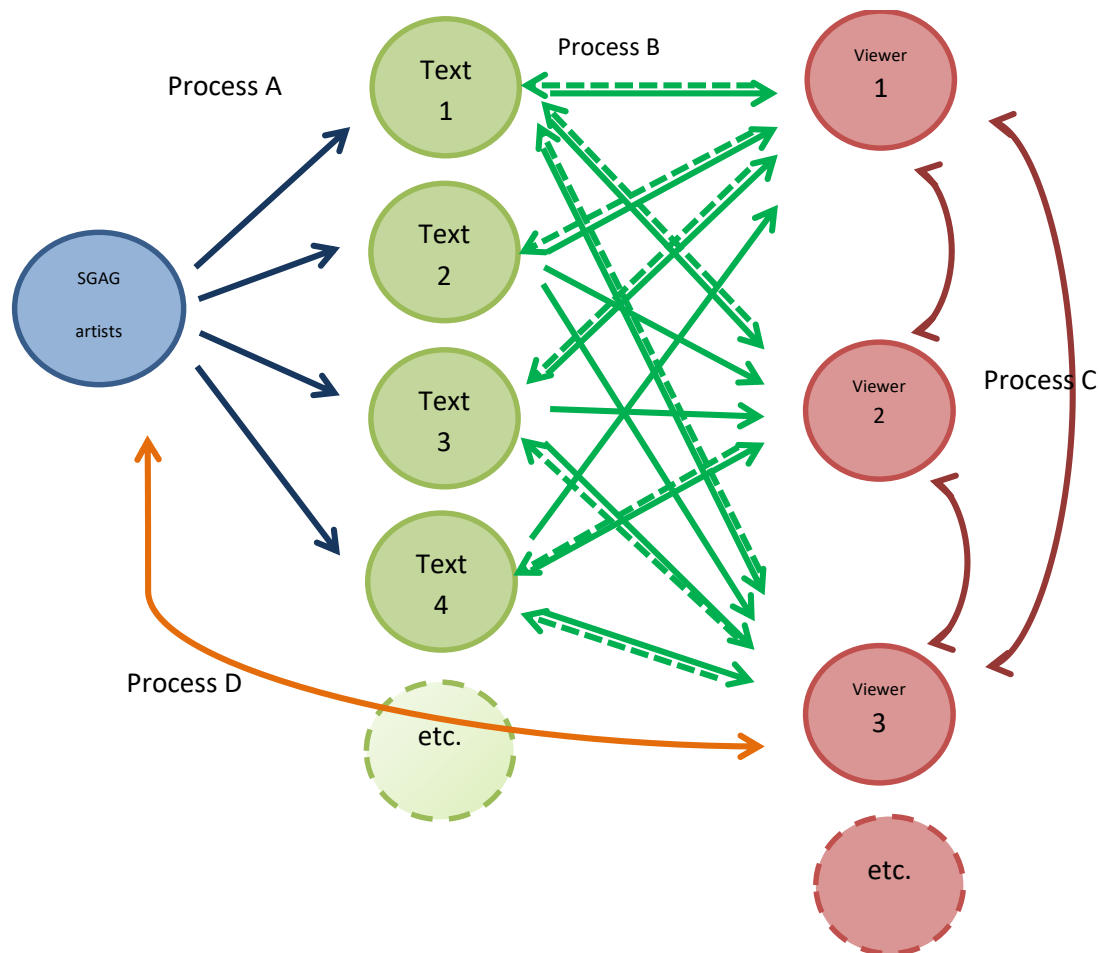 Process A
Process B
Text
1
Viewer
1
Text
2
SGAG
artists
Text
3
Viewer
2
Process C
Text
4
Process D
Viewer
3
etc.
etc.